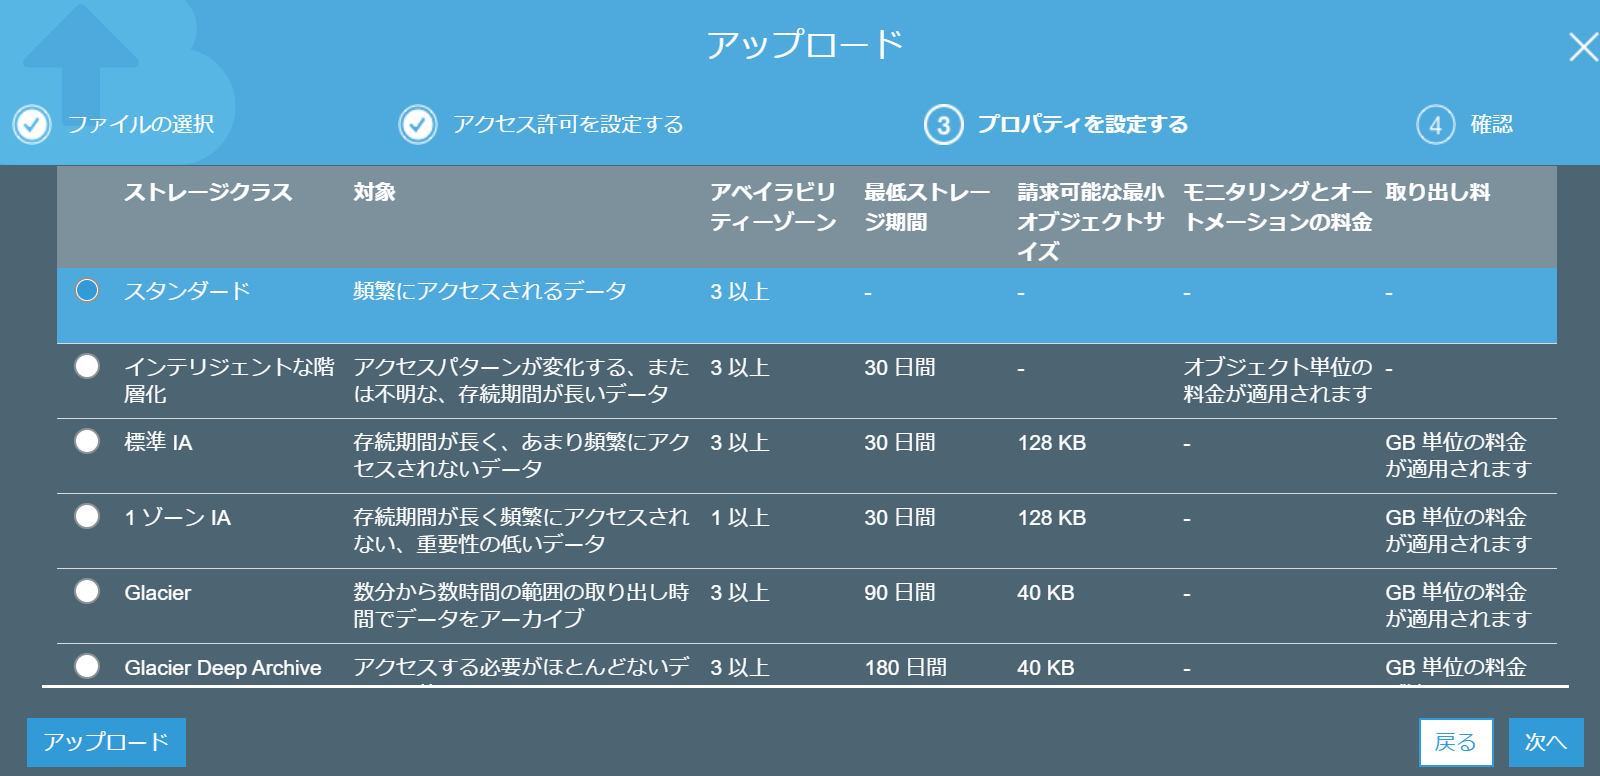 アップロード
ファイルの選択
アクセス許可を設定する
3 プロパティを設定する
4 確認
ストレージクラス
対象
アベイラビリ
ティーゾーン
最低ストレー
ジ期間
請求可能な最小
オブジェクトサ
イズ
モニタリングとオー
トメーションの料金
取り出し料
スタンダード
頻繁にアクセスされるデータ
3 以上
-
-
-
-
インテリジェントな階
層化
アクセスパターンが変化する、また
は不明な、存続期間が長いデータ
3 以上
30 日間
-
オブジェクト単位の
料金が適用されます
-
標準 IA
存続期間が長く、あまり頻繁にアク
セスされないデータ
3 以上
30 日間
128 KB
-
GB 単位の料金
が適用されます
1 ゾーン IA
存続期間が長く頻繁にアクセスされ
ない、重要性の低いデータ
1 以上
30 日間
128 KB
-
GB 単位の料金
が適用されます
Glacier
数分から数時間の範囲の取り出し時
間でデータをアーカイブ
3 以上
90 日間
40 KB
-
GB 単位の料金
が適用されます
Glacier Deep Archive
アクセスする必要がほとんどないデ
3 以上
180 日間
40 KB
-
GB 単位の料金
アップロード
戻る
次へ